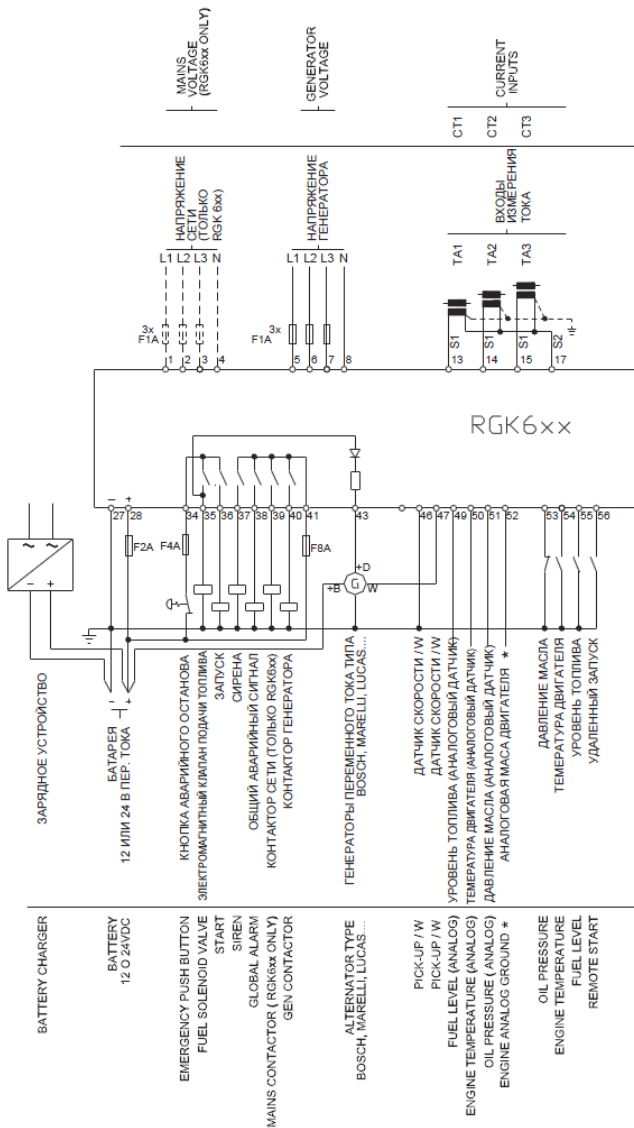 MAINS
VOLTAGE
(RGK6xx ONLY)
GENERATOR
VOLTAGE
CURRENT
INPUTS
CT1
CT2
CT3
НАПРЯЖЕНИЕ
СЕТИ
(ТОЛЬКО
RGK 6xx)
НАПРЯЖЕНИЕ
ГЕНЕРАТОРА
ВХОДЫ
ИЗМЕРЕНИЯ
ТОКА
L1
L2
L3
N
L1
L2
L3
N
TA1
TA2
TA3
3x
F1A
3x
F1A
1
2
3
4
5
6
7
8
S1
S1
S1
S2
13
14
15
17
RGK6xx
–
+
27
28
34
35
36
37
38
39
40
41
43
46
47
49
50
51
52
53
54
55
56
F2A
F4A
F8A
+D
+B
G
W
~
~
–
+
–
+
ЗАРЯДНОЕ УСТРОЙСТВО
БАТАРЕЯ
12 ИЛИ 24 В ПЕР. ТОКА
КНОПКА АВАРИЙНОГО ОСТАНОВА
ЭЛЕКТРОМАГНИТНЫЙ КЛАПАН ПОДАЧИ ТОПЛИВА
ЗАПУСК
СИРЕНА
ОБЩИЙ АВАРИЙНЫЙ СИГНАЛ
КОНТАКТОР СЕТИ (ТОЛЬКО RGK6xx)
КОНТАКТОР ГЕНЕРАТОРА
ГЕНЕРАТОРЫ ПЕРЕМЕННОГО ТОКА ТИПА
BOSCH, MARELLI, LUCAS....
ДАТЧИК СКОРОСТИ / W
ДАТЧИК СКОРОСТИ / W
УРОВЕНЬ ТОПЛИВА (АНАЛОГОВЫЙ ДАТЧИК)
ТЕМПЕРАТУРА ДВИГАТЕЛЯ (АНАЛОГОВЫЙ ДАТЧИК)
ДАВЛЕНИЕ МАСЛА (АНАЛОГОВЫЙ ДАТЧИК)
АНАЛОГОВАЯ МАСА ДВИГАТЕЛЯ *
ДАВЛЕНИЕ МАСЛА
ТЕМЕРАТУРА ДВИГАТЕЛЯ
УРОВЕНЬ ТОПЛИВА
УДАЛЕННЫЙ ЗАПУСК
BATTERY CHARGER
BATTERY
12 O 24VDC
EMERGENCY PUSH BUTTON
FUEL SOLENOID VALVE
START
SIREN
GLOBAL ALARM
MAINS CONTACTOR ( RGK6xx ONLY)
GEN CONTACTOR
ALTERNATOR TYPE
BOSCH, MARELLI, LUCAS....
PICK-UP / W
PICK-UP / W
FUEL LEVEL (ANALOG)
ENGINE TEMPERATURE (ANALOG)
OIL PRESSURE ( ANALOG)
ENGINE ANALOG GROUND *
OIL PRESSURE
ENGINE TEMPERATURE
FUEL LEVEL
REMOTE START